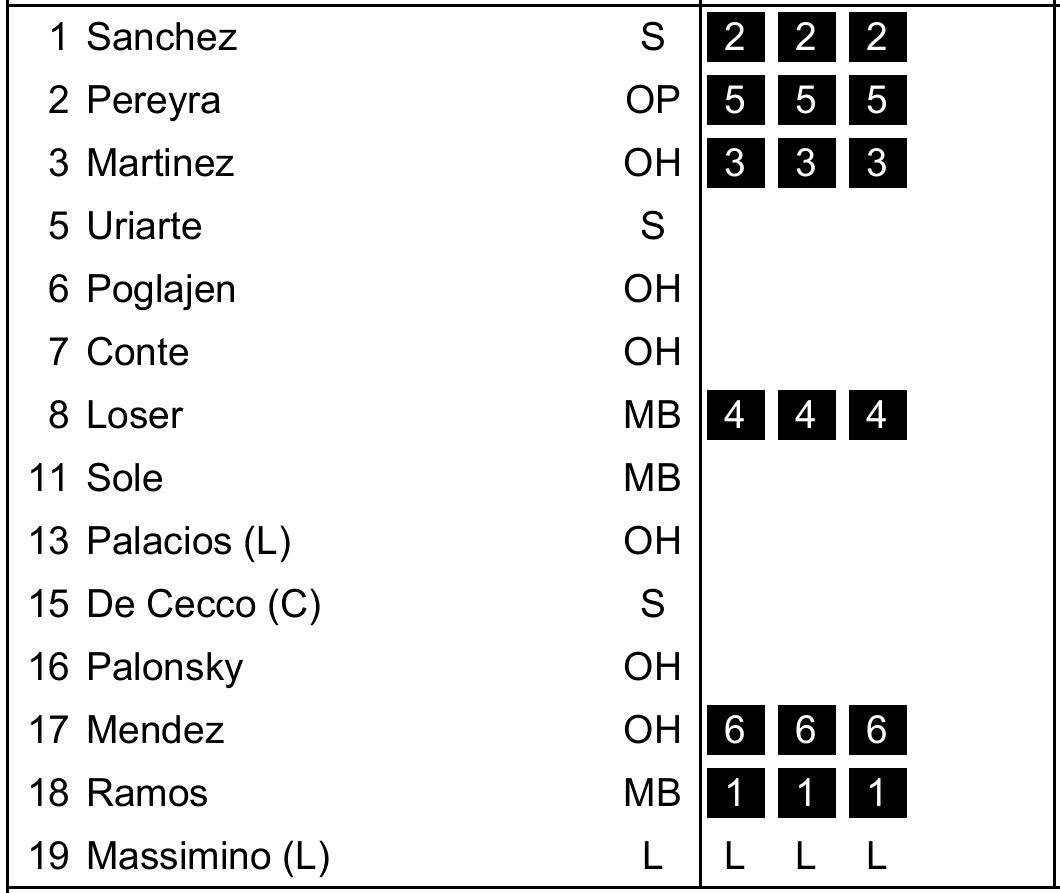 1 Sanchez S 2 2 2
2 Pereyra OP 5 5 5
3 Martinez OH 3 3 3
5 Uriarte S
6 Poglajen OH
7 Conte OH
8 Loser MB 4 4 4
11 Sole MB
13 Palacios (L) OH
15 De Cecco (C) S
16 Palonsky OH
17 Mendez OH 6 6 6
18 Ramos MB 1 1 1
19 Massimino (L) L L L L